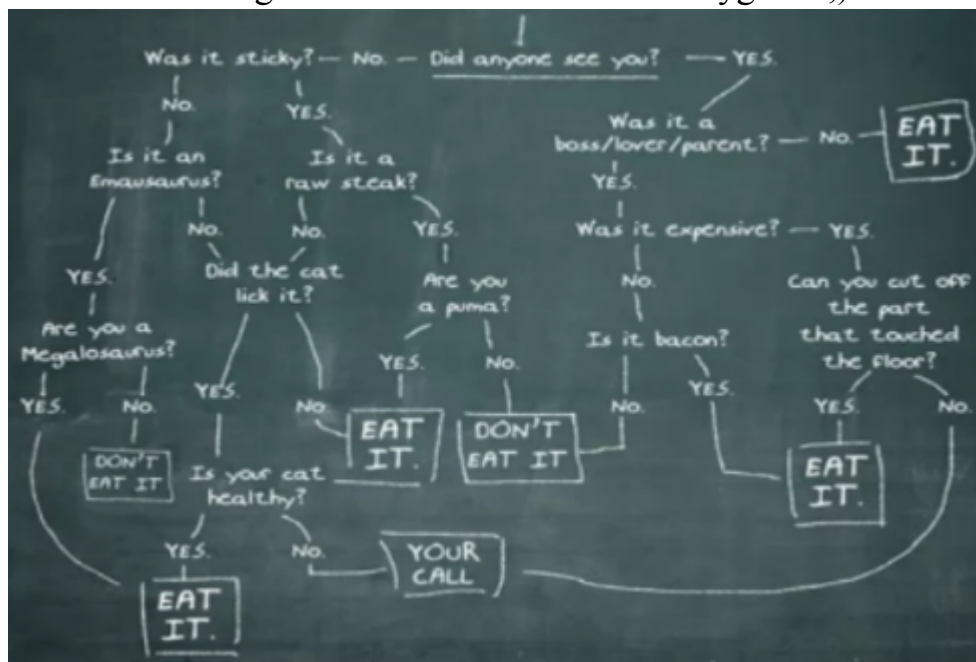 Was it sticky? — No. — Did anyone see you? — YES.
No.
YES.
Was it a
boss/lover/parent? — No.
EAT
IT.
Is it an
Emausaurus?
Is it a
raw steak?
YES.
No.
No.
YES.
Was it expensive? — YES.
YES.
Did the cat
lick it?
Are you
a puma?
No.
Can you cut off
the part
that touched
the floor?
Are you a
Megalosaurus?
Is it bacon?
YES.
No.
YES.
No.
YES.
No.
YES.
No.
YES.
No.
EAT
IT.
DON'T
EAT IT
DON'T
EAT IT
Is your cat
healthy?
EAT
IT.
YES.
No.
YOUR
CALL
EAT
IT.